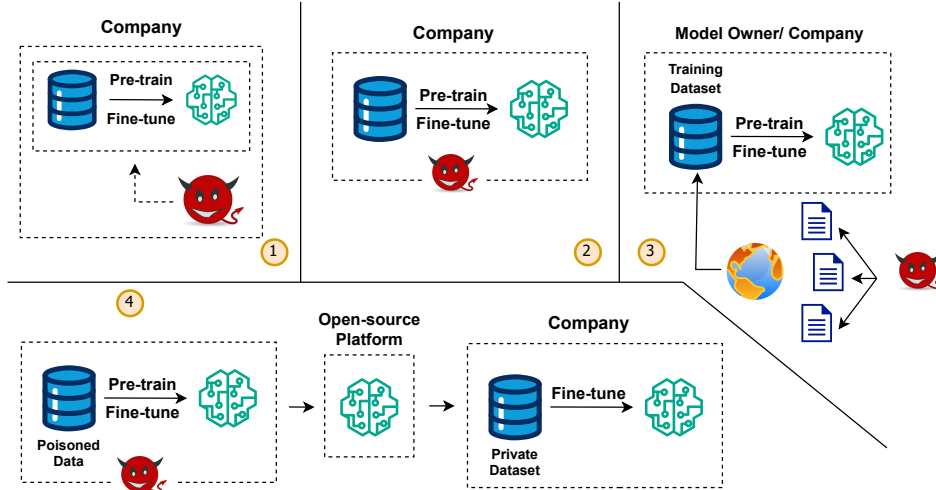 Company
Pre-train
Fine-tune
1
Company
Pre-train
Fine-tune
2
Model Owner/ Company
Training
Dataset
Pre-train
Fine-tune
3
4
Pre-train
Fine-tune
Poisoned
Data
Open-source
Platform
Company
Fine-tune
Private
Dataset